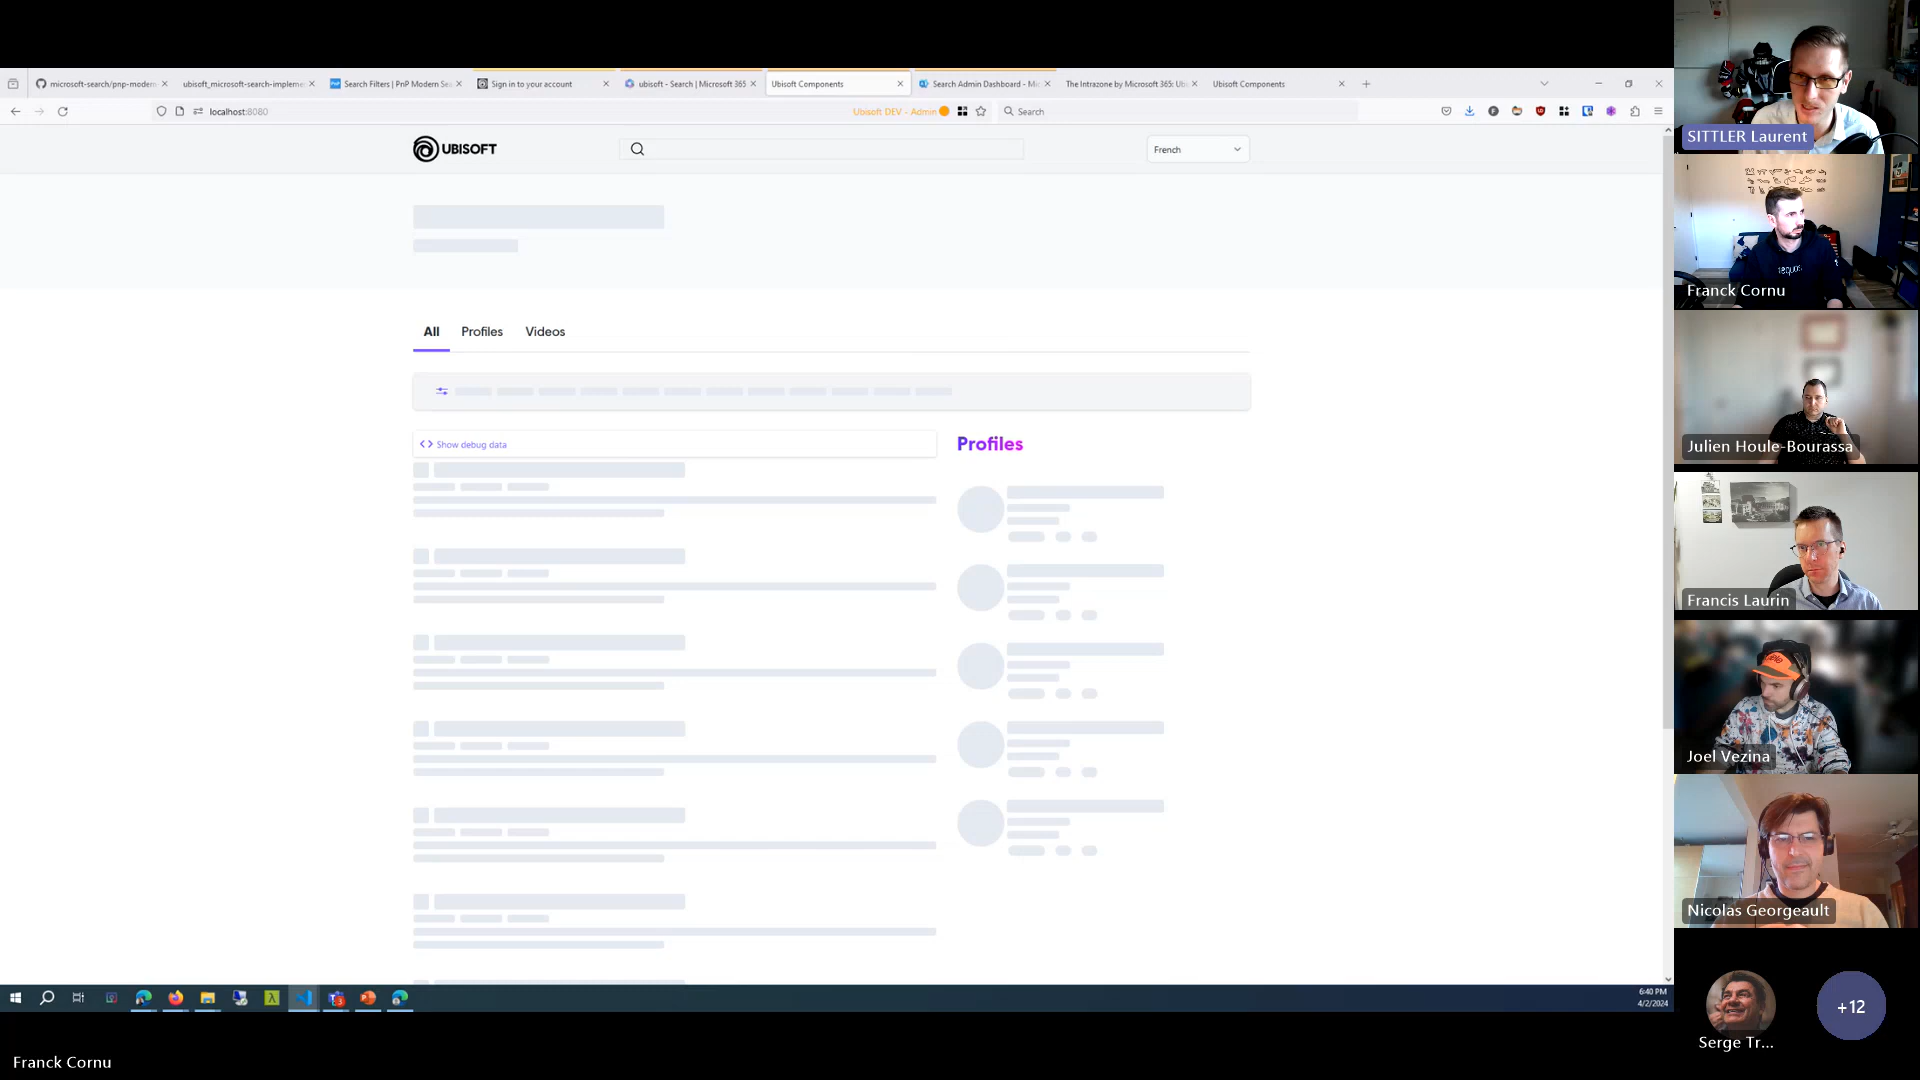 microsoft-search/pnp-modern
ubisoft_microsoft-search-impleme
Search Filters | PnP Modern Sea
Sign in to your account
ubisoft - Search | Microsoft 365
Ubisoft Components
Search Admin Dashboard - Mi
The Intrazone by Microsoft 365: Ubi
Ubisoft Components
localhost:8080
Ubisoft DEV - Admin
Search
UBISOFT
French
All
Profiles
Videos
Show debug data
Profiles
6:40 PM
4/2/2024
Franck Cornu
SITTLER Laurent
Franck Cornu
Julien Houle-Bourassa
Francis Laurin
Joel Vezina
Nicolas Georgeault
Serge Tr...
+12